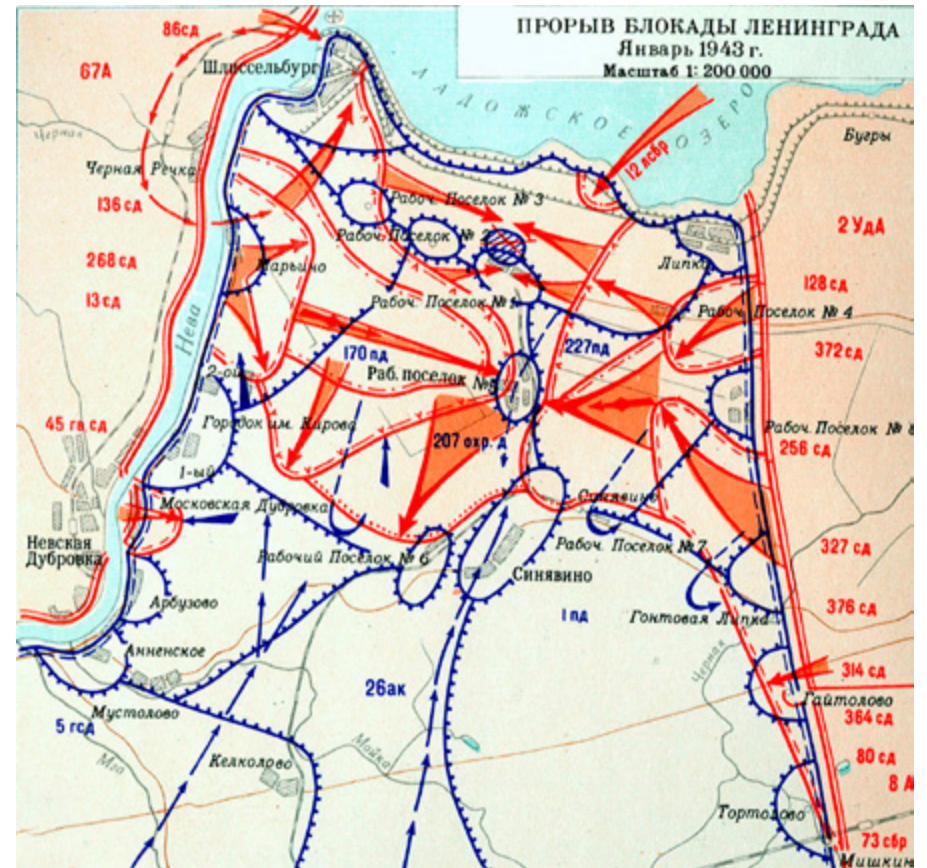 ПРОРЫВ БЛОКАДЫ ЛЕНИНГРАДА
Январь 1943 г.
Масштаб 1: 200 000
86сд
67А
Шлиссельбург
ЛАДОЖСКОЕ ОЗЕРО
Черная
Бугры
12 лсбр
Черная Речка
136 сд
Рабоч. Поселок № 3
2 УдА
Рабоч. Поселок № 2
268 сд
Марьино
Липка
128 сд
13 сд
Рабоч. Поселок № 1
Рабоч. Поселок № 4
Нева
170 пд
227пд
372 сд
2-ой
Раб. поселок №5
Городок им. Кирова
45 гв. сд
207 охр. д
Рабоч. Поселок № 8
256 сд
1-ый
Московская Дубровка
Синявино
Невская
Дубровка
Рабочий Поселок № 6
Рабоч. Поселок №7
327 сд
Синявино
Арбузово
1 пд
376 сд
Гонтовая Липка
Анненское
Черная
26ак
314 сд
Гайтолово
Мустолово
364 сд
5 гсд
Мойка
80 сд
Мга
Келколово
8 А
Тортолово
73 сбр
Мишкин